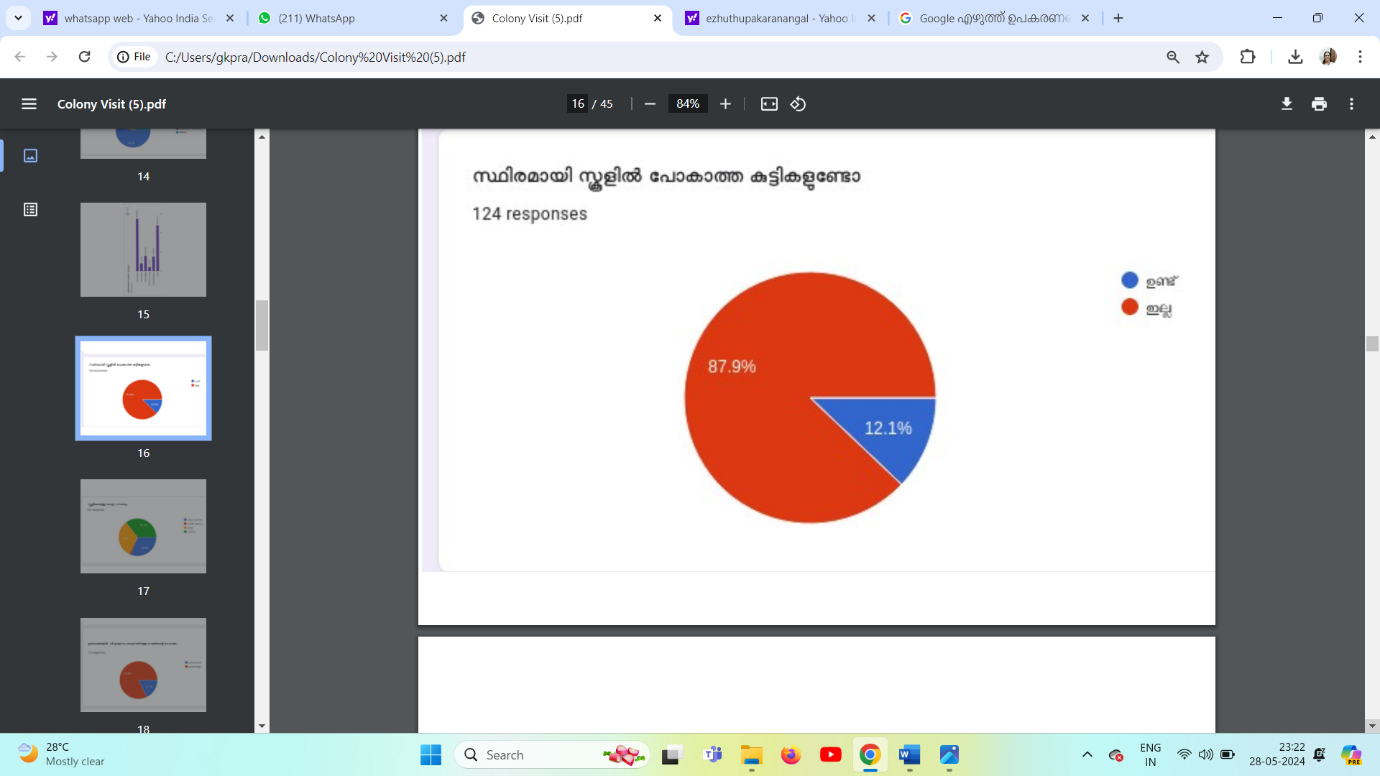 whatsapp web - Yahoo India Se
(211) WhatsApp
Colony Visit (5).pdf
ezhuthupakaranangal - Yahoo I
Google എഴുത്ത് ഉപകരണ
File
C:/Users/gkpra/Downloads/Colony%20Visit%20(5).pdf
Colony Visit (5).pdf
16 / 45
84%
14
15
16
17
18
സ്ഥിരമായി സ്കൂളിൽ പോകാത്ത കുട്ടികളുണ്ടോ
124 responses
ഉണ്ട്
ഇല്ല
87.9%
12.1%
28°C
Mostly clear
Search
ENG
IN
23:22
28-05-2024
PRE